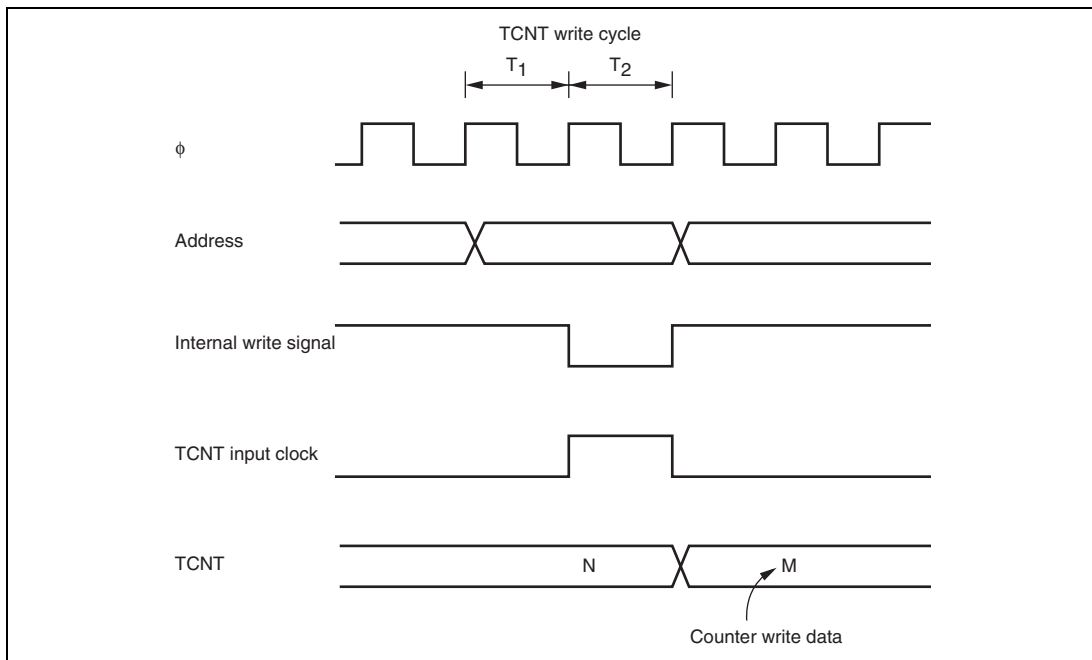 TCNT write cycle
T1 T2
ϕ
Address
Internal write signal
TCNT input clock
TCNT N M
Counter write data